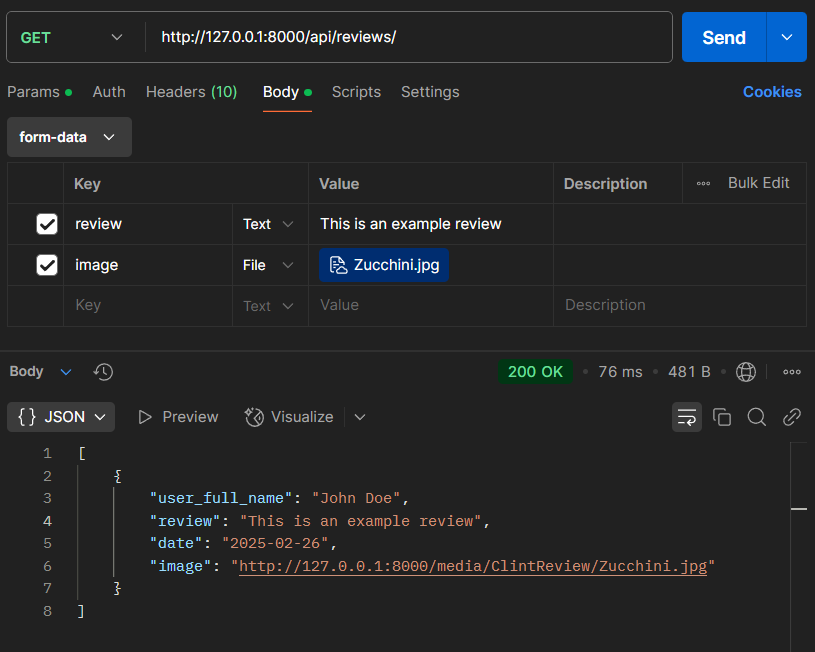 GET http://127.0.0.1:8000/api/reviews/ Send
Params Auth Headers (10) Body Scripts Settings Cookies
form-data
Key Value Description Bulk Edit
review Text This is an example review
image File Zucchini.jpg
Key Text Value Description
Body 200 OK 76 ms 481 B
{} JSON Preview Visualize
1 [
2 {
3 "user_full_name": "John Doe",
4 "review": "This is an example review",
5 "date": "2025-02-26",
6 "image": "http://127.0.0.1:8000/media/ClintReview/Zucchini.jpg"
7 }
8 ]